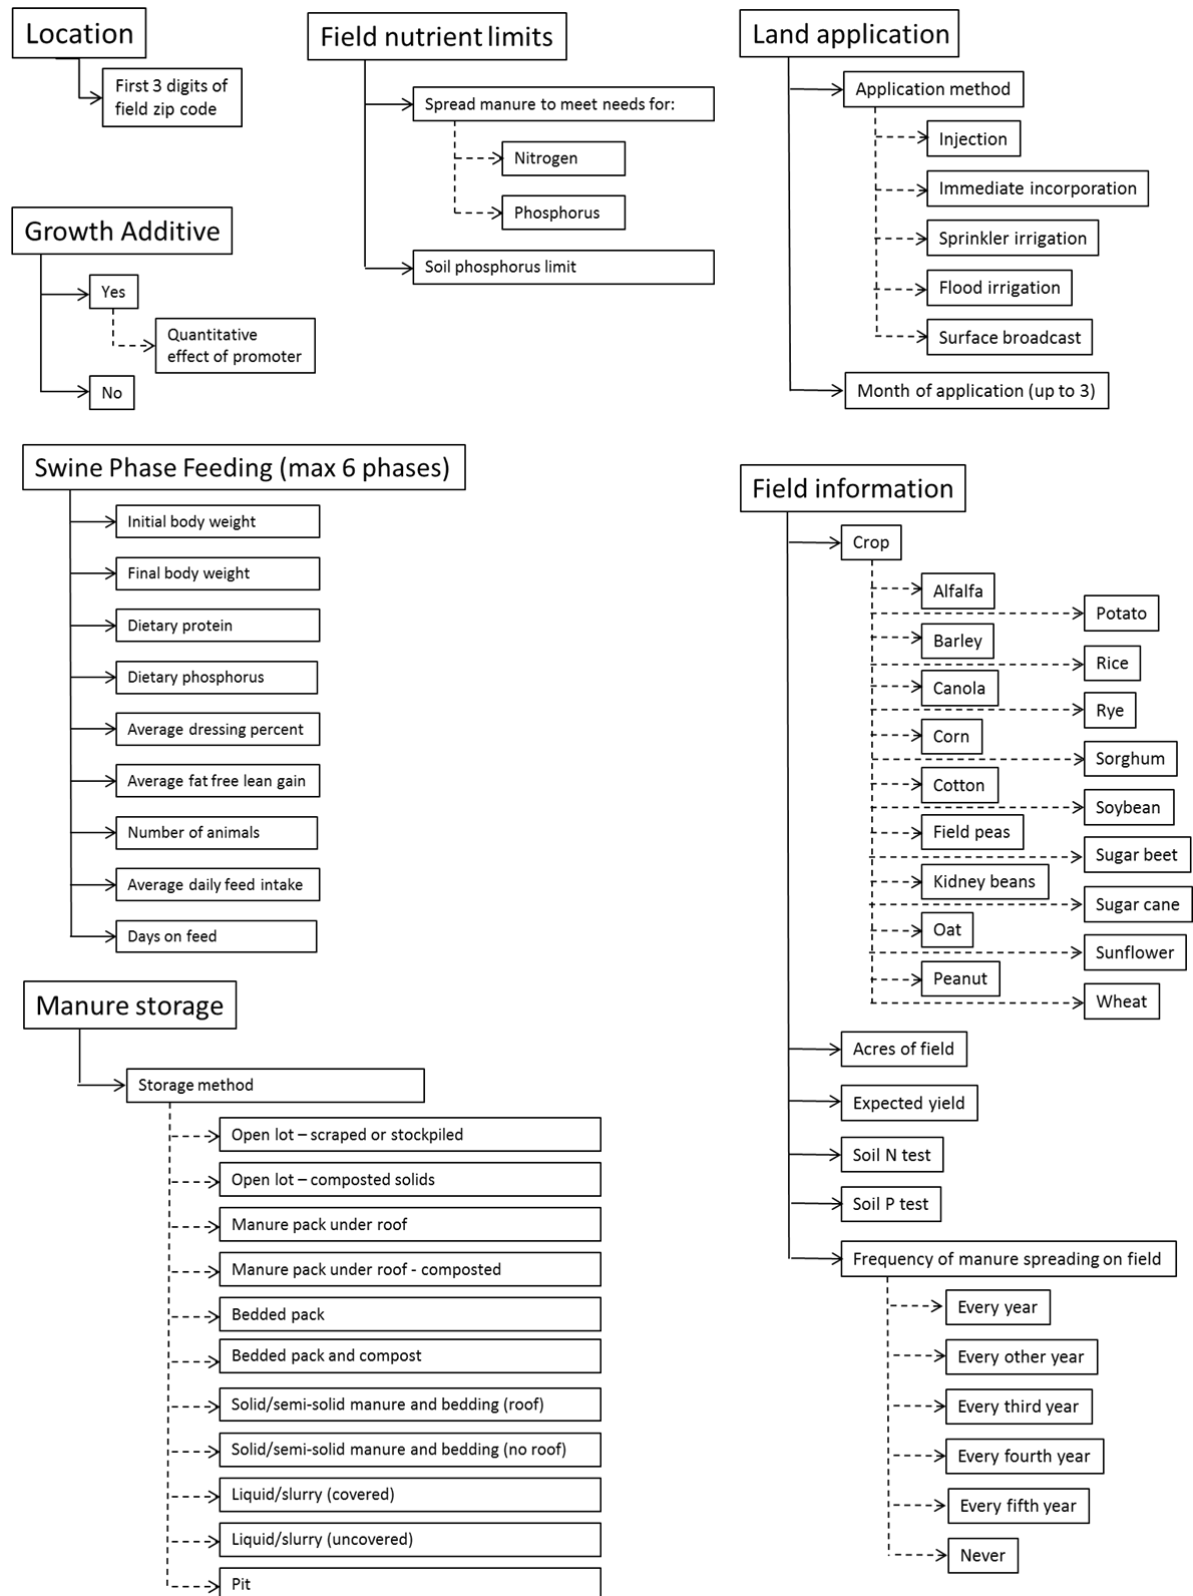 Location
First 3 digits of
field zip code
Growth Additive
Yes
Quantitative
effect of promoter
No
Field nutrient limits
Spread manure to meet needs for:
Nitrogen
Phosphorus
Soil phosphorus limit
Land application
Application method
Injection
Immediate incorporation
Sprinkler irrigation
Flood irrigation
Surface broadcast
Month of application (up to 3)
Swine Phase Feeding (max 6 phases)
Initial body weight
Final body weight
Dietary protein
Dietary phosphorus
Average dressing percent
Average fat free lean gain
Number of animals
Average daily feed intake
Days on feed
Manure storage
Storage method
Open lot – scraped or stockpiled
Open lot – composted solids
Manure pack under roof
Manure pack under roof - composted
Bedded pack
Bedded pack and compost
Solid/semi-solid manure and bedding (roof)
Solid/semi-solid manure and bedding (no roof)
Liquid/slurry (covered)
Liquid/slurry (uncovered)
Pit
Field information
Crop
Alfalfa
Potato
Barley
Rice
Canola
Rye
Corn
Sorghum
Cotton
Soybean
Field peas
Sugar beet
Kidney beans
Sugar cane
Oat
Sunflower
Peanut
Wheat
Acres of field
Expected yield
Soil N test
Soil P test
Frequency of manure spreading on field
Every year
Every other year
Every third year
Every fourth year
Every fifth year
Never